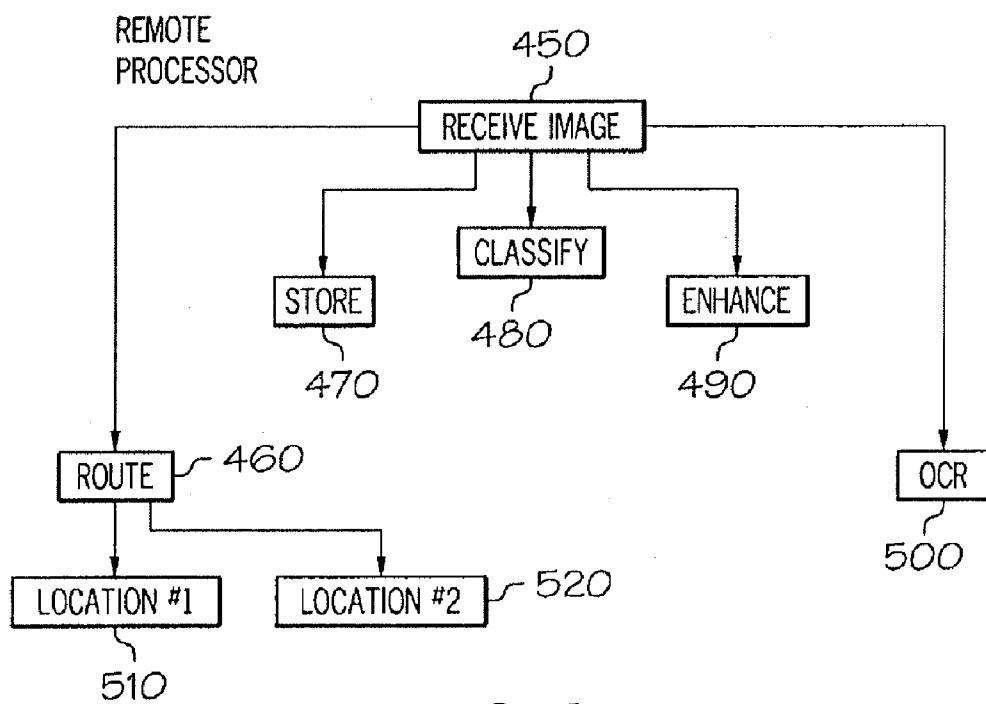 REMOTE
PROCESSOR
450
RECEIVE IMAGE
CLASSIFY
STORE
ENHANCE
480
470
490
ROUTE
460
OCR
500
LOCATION #1
LOCATION #2
520
510